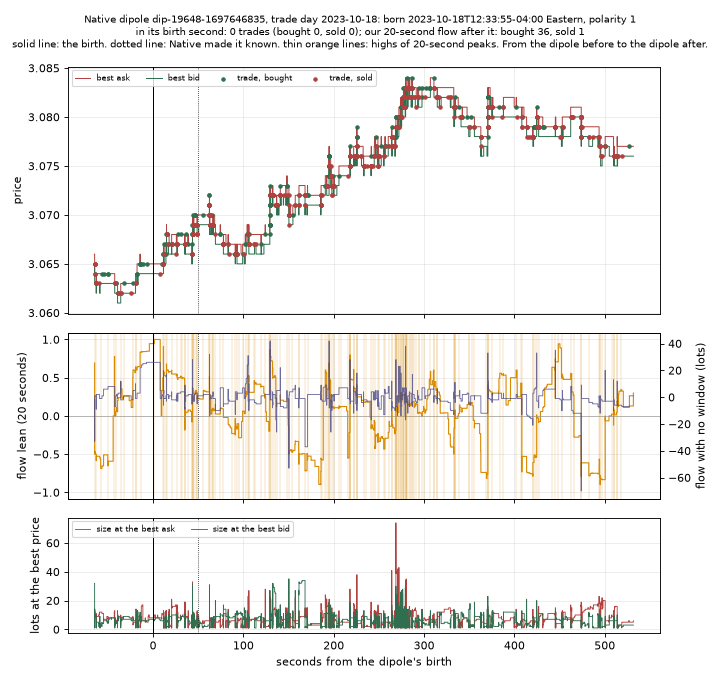 Native dipole dip-19648-1697646835, trade day 2023-10-18: born 2023-10-18T12:33:55-04:00 Eastern, polarity 1
in its birth second: 0 trades (bought 0, sold 0); our 20-second flow after it: bought 36, sold 1
solid line: the birth. dotted line: Native made it known. thin orange lines: highs of 20-second peaks. From the dipole before to the dipole after.
best ask
best bid
trade, bought
trade, sold
price
3.085
3.080
3.075
3.070
3.065
3.060
flow lean (20 seconds)
1.0
0.5
0.0
−0.5
−1.0
flow with no window (lots)
40
20
0
−20
−40
−60
size at the best ask
size at the best bid
lots at the best price
60
40
20
0
0
100
200
300
400
500
seconds from the dipole's birth